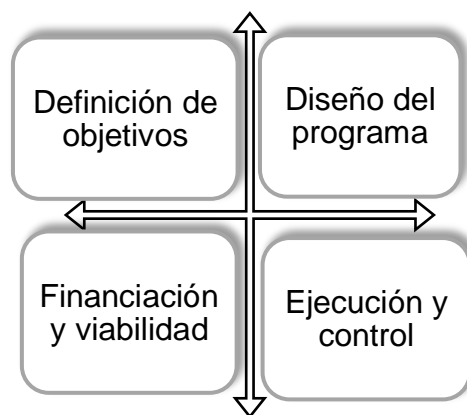 Definición de
objetivos
Diseño del
programa
Financiación
y viabilidad
Ejecución y
control